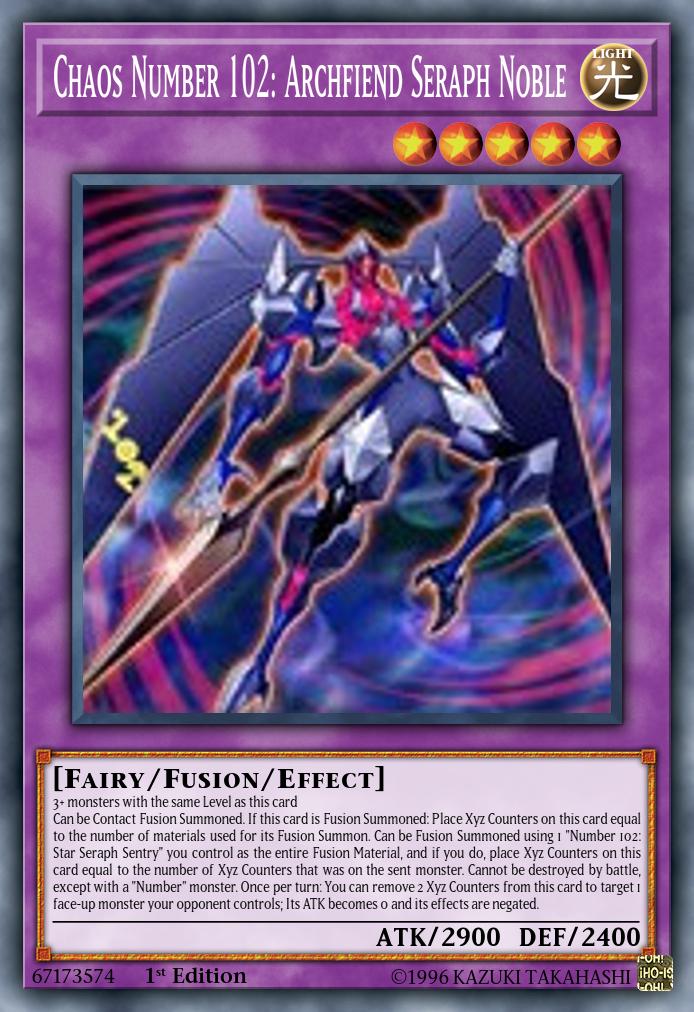 Chaos Number 102: Archfiend Seraph Noble
LIGHT
光
102
[Fairy/Fusion/Effect]
3+ monsters with the same Level as this card
Can be Contact Fusion Summoned. If this card is Fusion Summoned: Place Xyz Counters on this card equal
to the number of materials used for its Fusion Summon. Can be Fusion Summoned using 1 "Number 102:
Star Seraph Sentry" you control as the entire Fusion Material, and if you do, place Xyz Counters on this
card equal to the number of Xyz Counters that was on the sent monster. Cannot be destroyed by battle,
except with a "Number" monster. Once per turn: You can remove 2 Xyz Counters from this card to target 1
face-up monster your opponent controls; Its ATK becomes 0 and its effects are negated.
ATK/2900 DEF/2400
67173574 1st Edition ©1996 KAZUKI TAKAHASHI